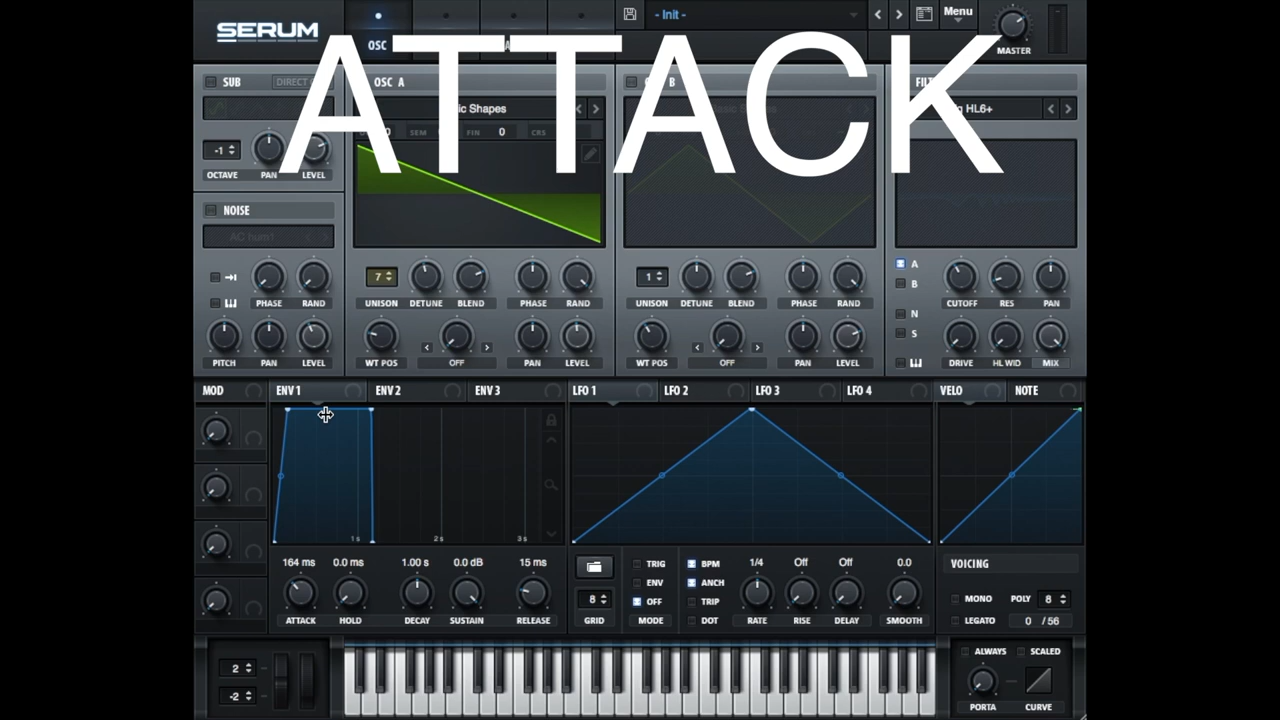 SERUM
OSC
- Init -
Menu
MASTER
ATTACK
SUB
DIRECT
OSC A
B
-1
OCTAVE
PAN
LEVEL
ic Shapes
SEM
FIN
0
CRS
HL6+
NOISE
AC hum1
PHASE
RAND
PITCH
PAN
LEVEL
7
UNISON
DETUNE
BLEND
PHASE
RAND
WT POS
OFF
PAN
LEVEL
1
UNISON
DETUNE
BLEND
PHASE
RAND
WT POS
OFF
PAN
LEVEL
A
B
N
S
CUTOFF
RES
PAN
DRIVE
HL WID
MIX
MOD
ENV 1
ENV 2
ENV 3
LFO 1
LFO 2
LFO 3
LFO 4
VELO
NOTE
1 s
2 s
3 s
164 ms
0.0 ms
1.00 s
0.0 dB
15 ms
ATTACK
HOLD
DECAY
SUSTAIN
RELEASE
8
GRID
TRIG
ENV
OFF
MODE
BPM
ANCH
TRIP
DOT
1/4
Off
Off
0.0
RATE
RISE
DELAY
SMOOTH
VOICING
MONO
POLY
8
LEGATO
0 / 56
2
-2
ALWAYS
SCALED
PORTA
CURVE